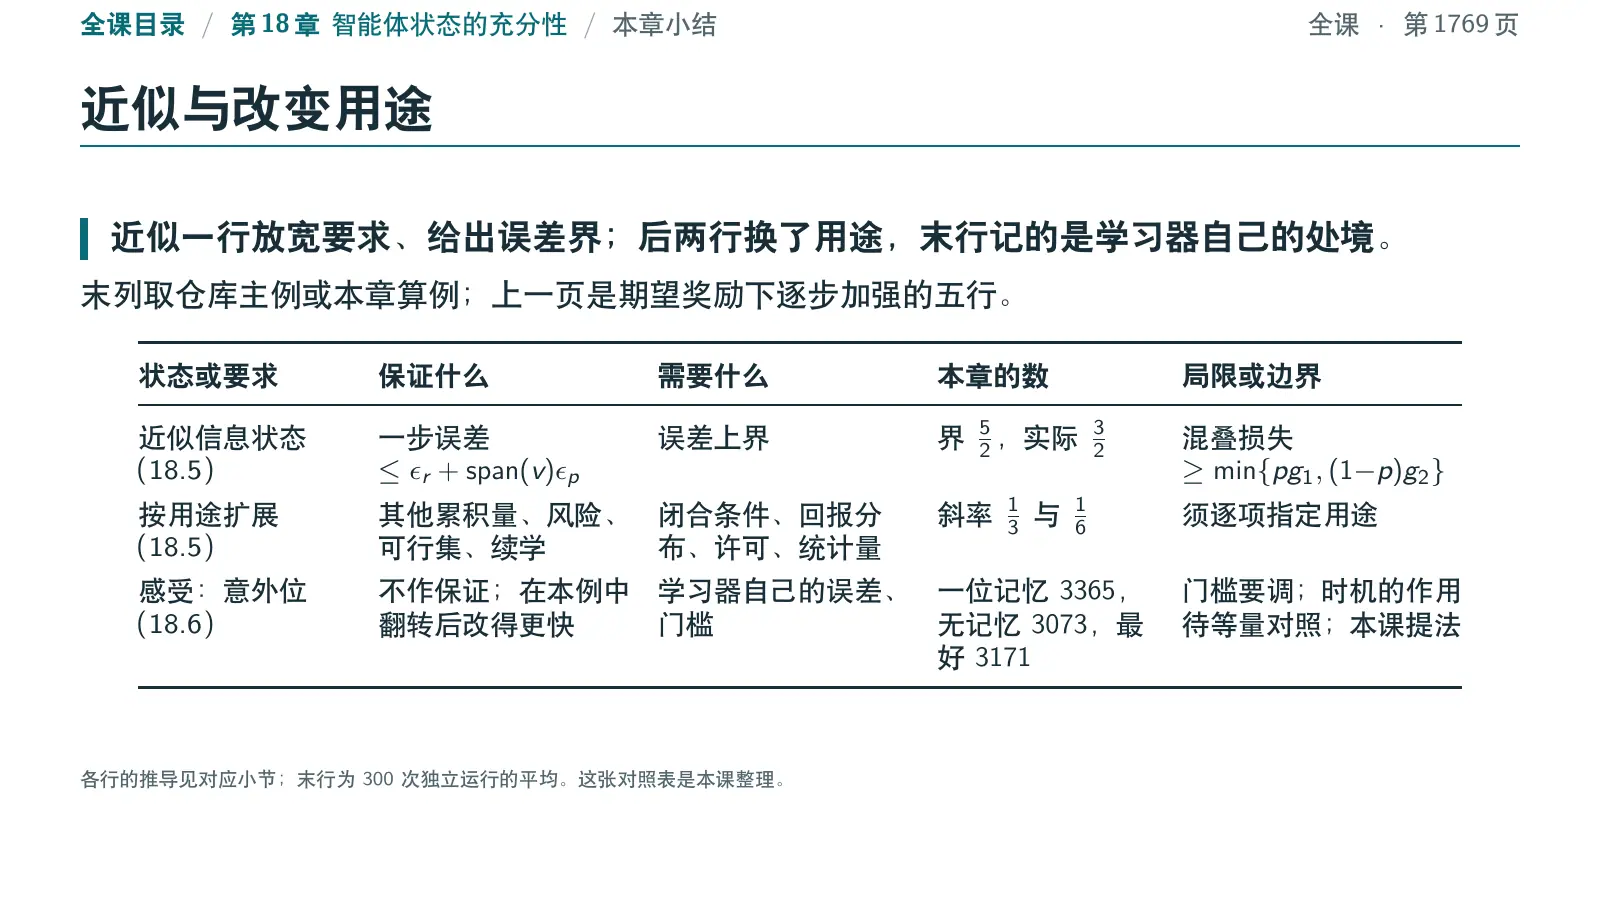 全课目录 / 第 18 章 智能体状态的充分性 / 本章小结
全课 · 第 1769 页
近似与改变用途
近似一行放宽要求、给出误差界；后两行换了用途，末行记的是学习器自己的处境。
末列取仓库主例或本章算例；上一页是期望奖励下逐步加强的五行。
状态或要求 保证什么 需要什么 本章的数 局限或边界
近似信息状态 一步误差 误差上界 界 5/2，实际 3/2 混叠损失
(18.5) ≤ ϵr + span(v)ϵp ≥ min{pg1, (1−p)g2}
按用途扩展 其他累积量、风险、 闭合条件、回报分 斜率 1/3 与 1/6 须逐项指定用途
(18.5) 可行集、续学 布、许可、统计量
感受：意外位 不作保证；在本例中 学习器自己的误差、 一位记忆 3365， 门槛要调；时机的作用
(18.6) 翻转后改得更快 门槛 无记忆 3073，最 待等量对照；本课提法
好 3171
各行的推导见对应小节；末行为 300 次独立运行的平均。这张对照表是本课整理。